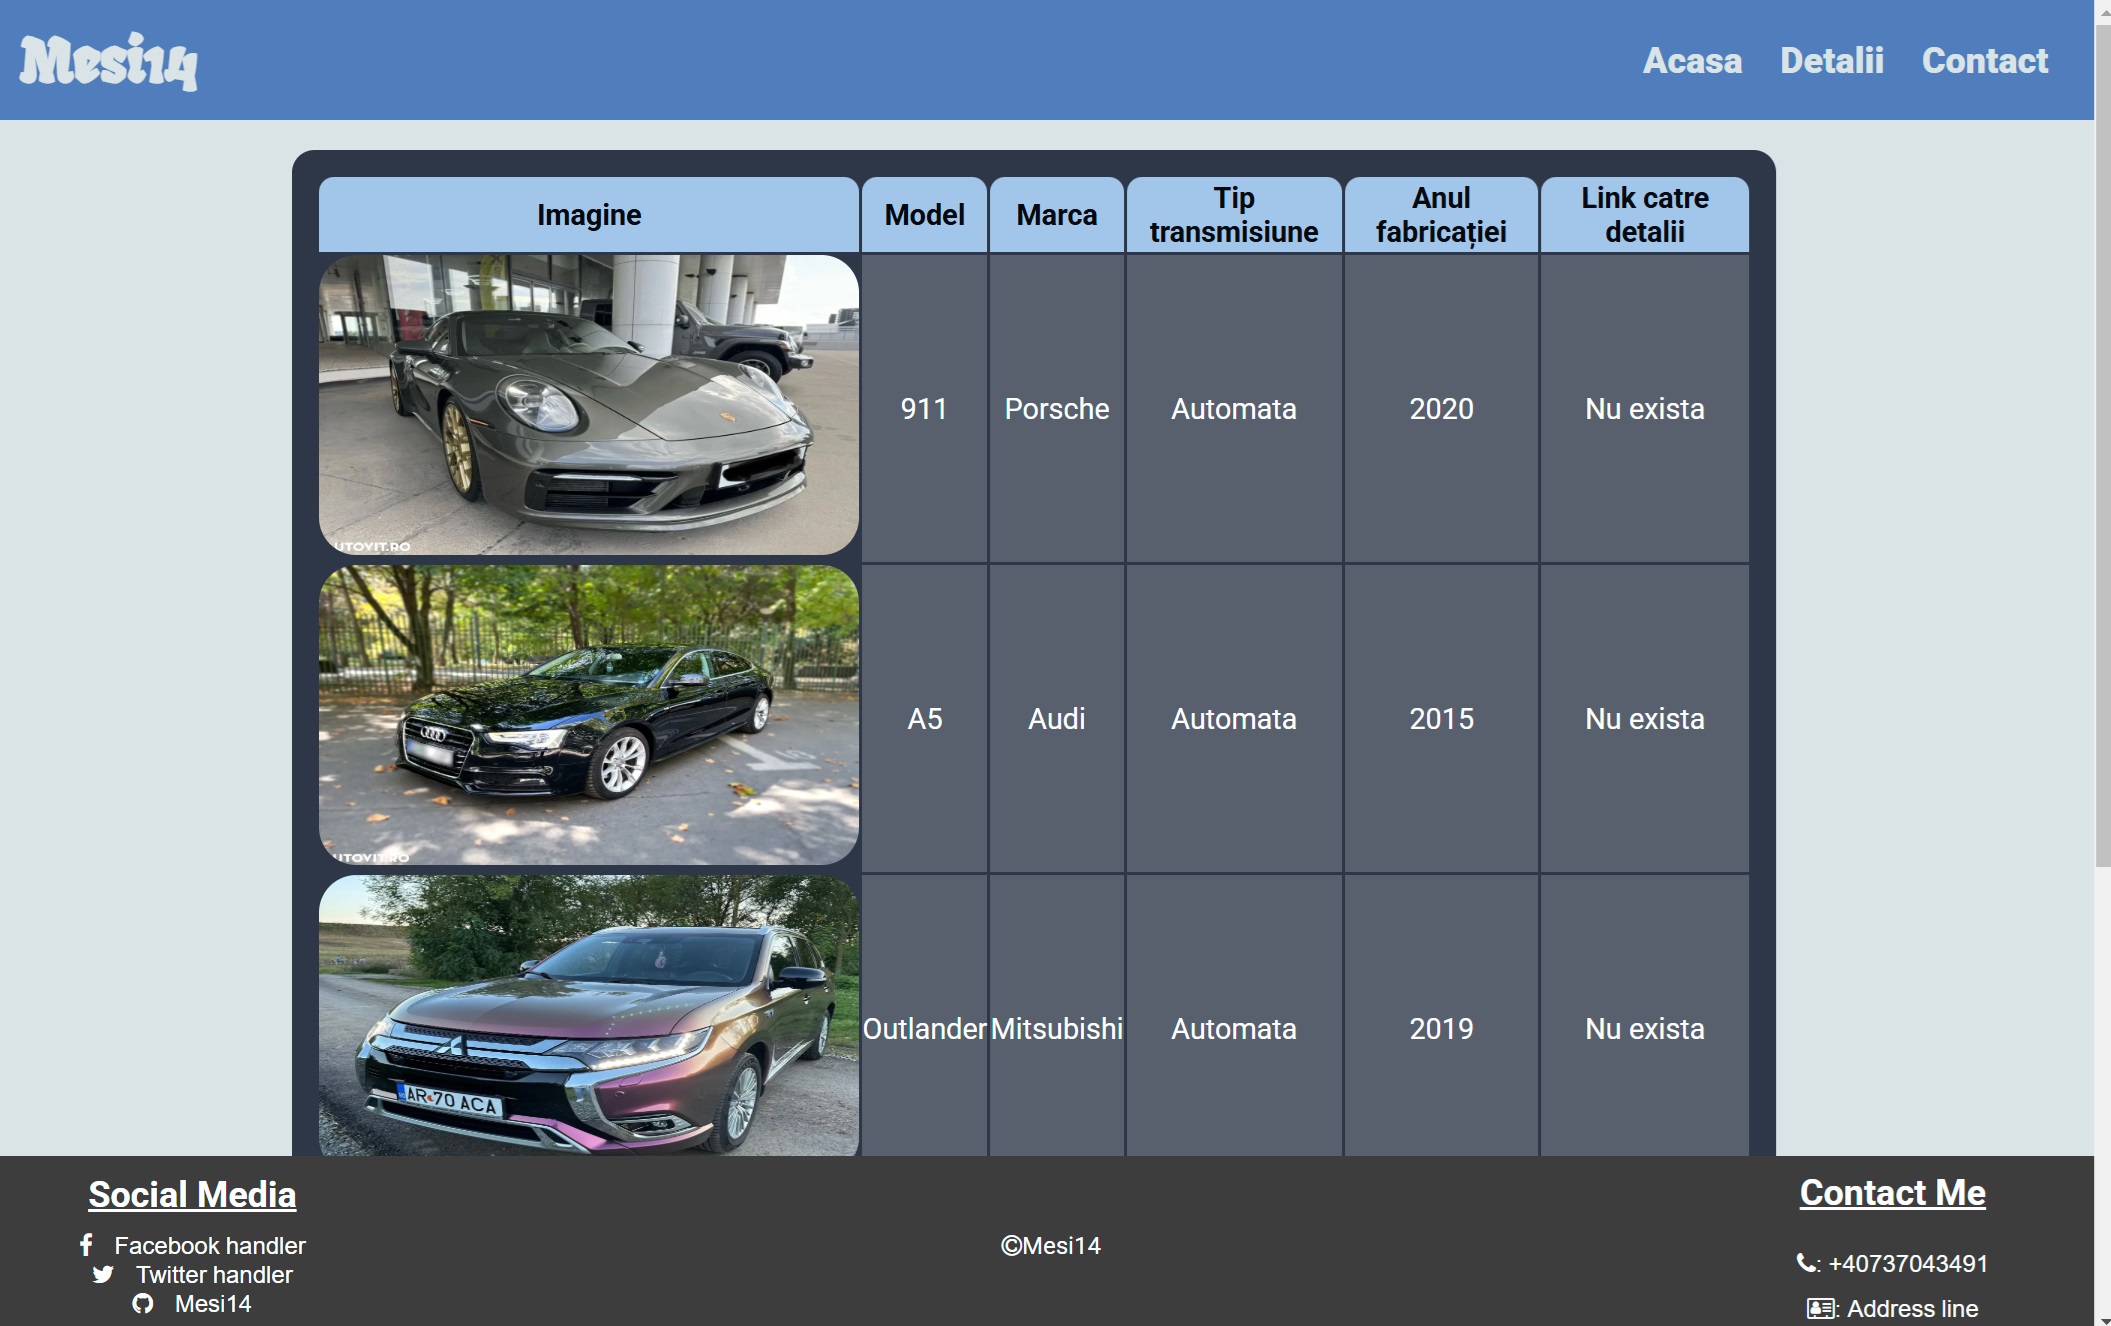 Mesi14
Acasa Detalii Contact
Imagine Model Marca Tip transmisiune Anul fabricației Link catre detalii
911 Porsche Automata 2020 Nu exista
UTOVIT.RO
A5 Audi Automata 2015 Nu exista
UTOVIT.RO
Outlander Mitsubishi Automata 2019 Nu exista
AR 70 ACA
Social Media
Facebook handler
Twitter handler
Mesi14
©Mesi14
Contact Me
: +40737043491
: Address line